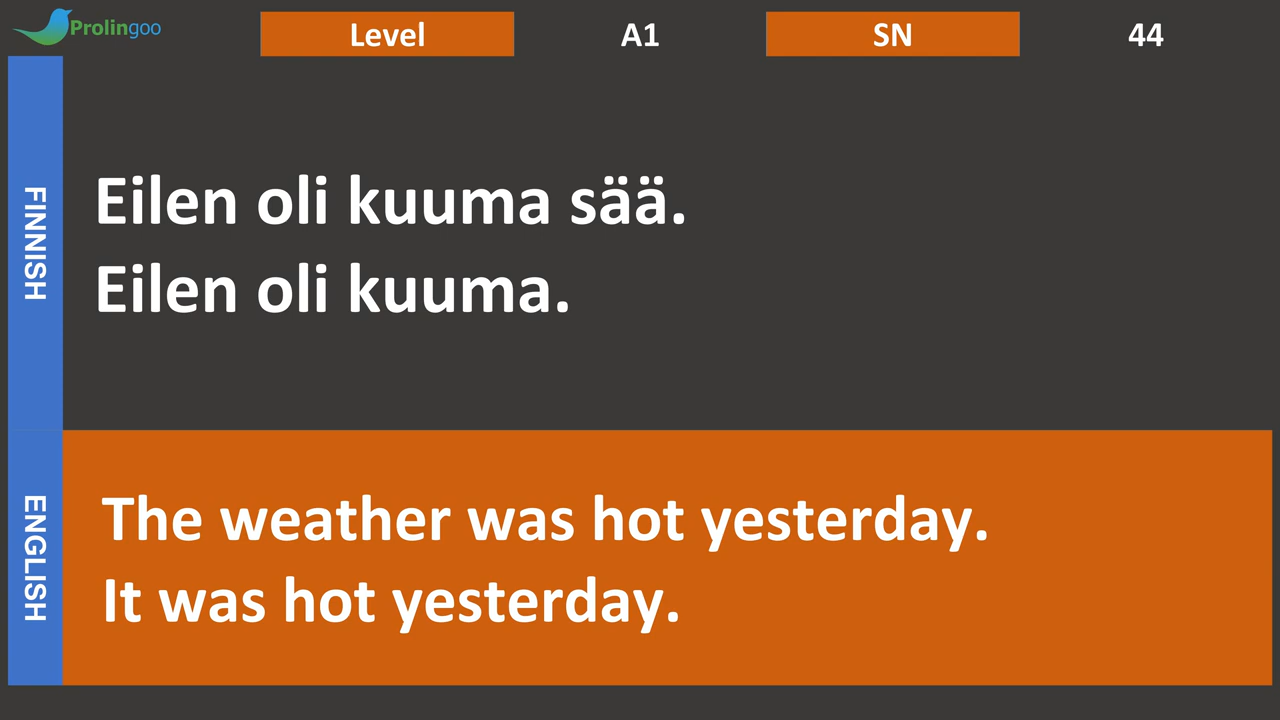 Prolingoo
Level A1 SN 44
FINNISH
Eilen oli kuuma sää.
Eilen oli kuuma.
ENGLISH
The weather was hot yesterday.
It was hot yesterday.